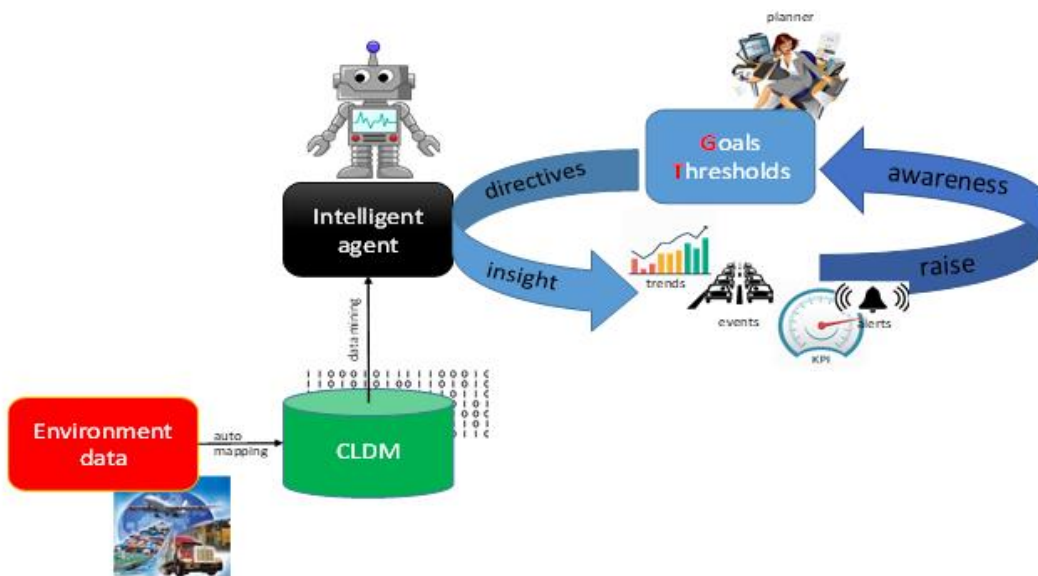 planner
Goals
Thresholds
directives
awareness
Intelligent
agent
insight
raise
trends
events
alerts
KPI
data mining
Environment
data
auto
mapping
CLDM